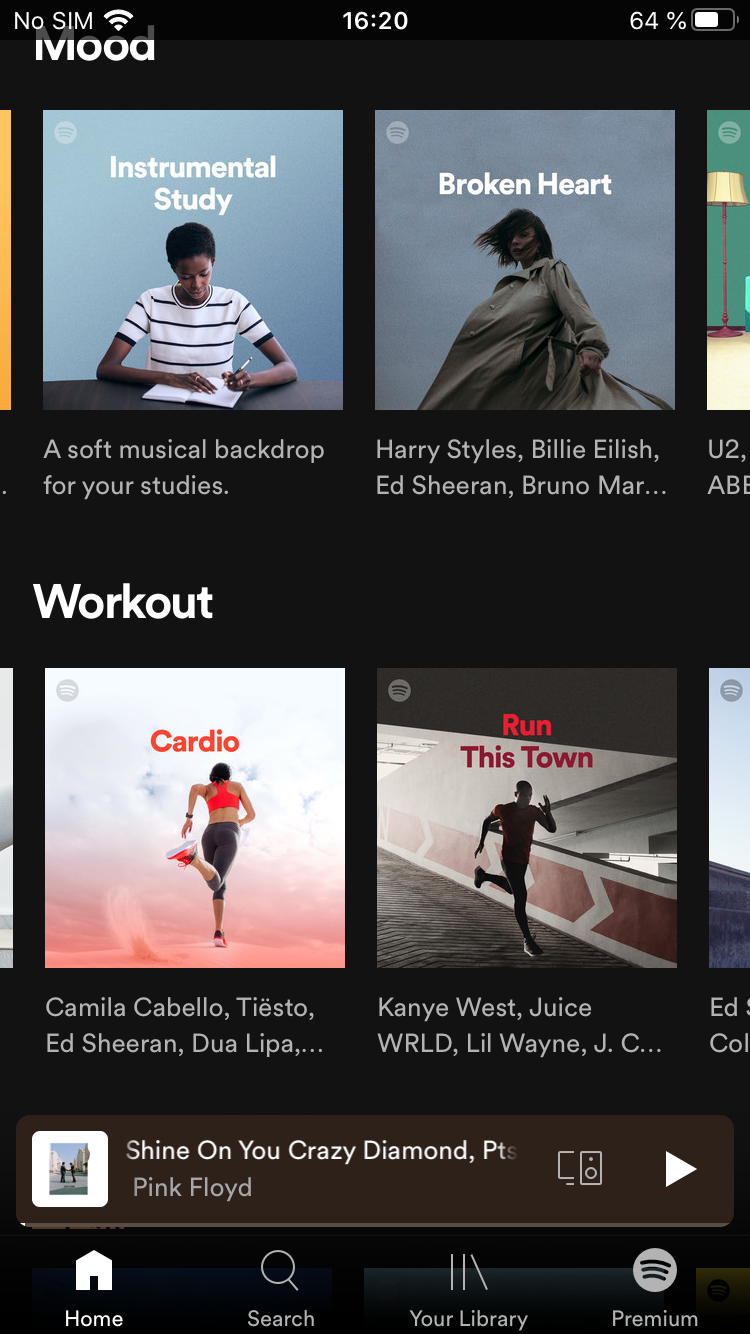 No SIM 16:20 64 %
Mood
Instrumental
Study
Broken Heart
A soft musical backdrop
for your studies.
Harry Styles, Billie Eilish,
Ed Sheeran, Bruno Mar...
U2,
Workout
Cardio
Run
This Town
Camila Cabello, Tiësto,
Ed Sheeran, Dua Lipa,...
Kanye West, Juice
WRLD, Lil Wayne, J. C...
Ed
Col
Shine On You Crazy Diamond, Pts
Pink Floyd
Home
Search
Your Library
Premium